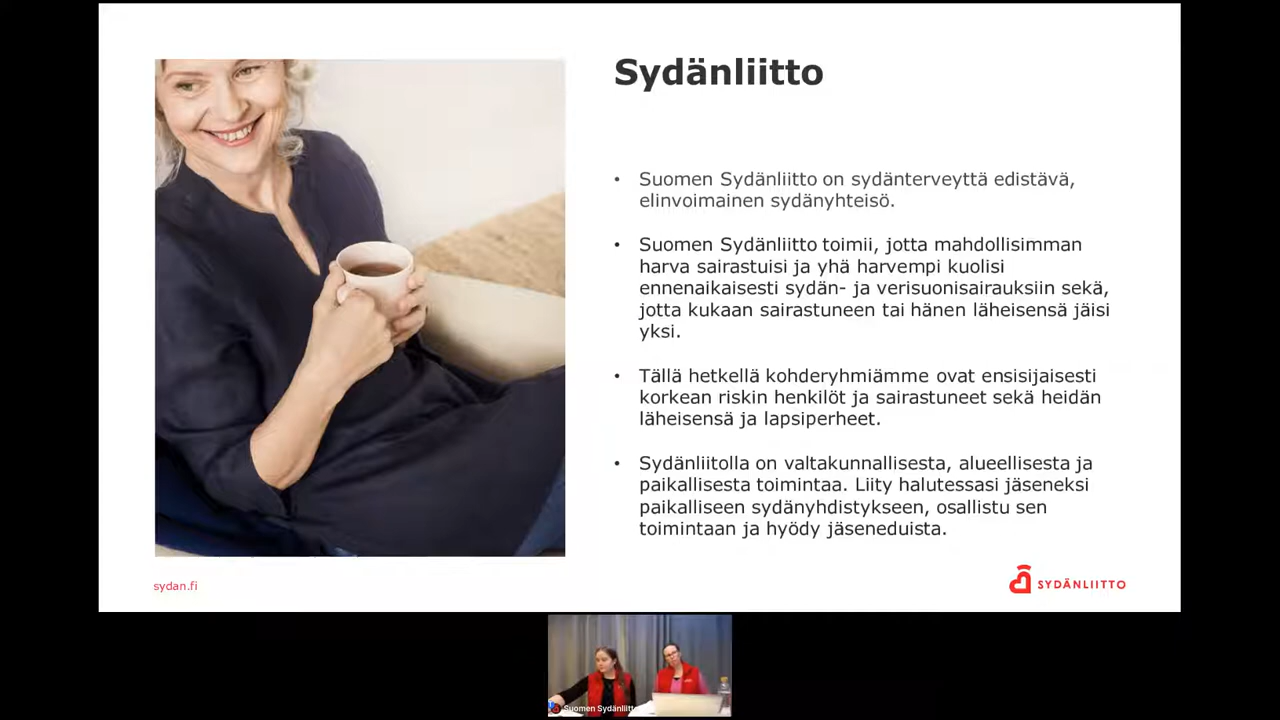 Sydänliitto
• Suomen Sydänliitto on sydänterveyttä edistävä,
elinvoimainen sydänyhteisö.
• Suomen Sydänliitto toimii, jotta mahdollisimman
harva sairastuisi ja yhä harvempi kuolisi
ennenaikaisesti sydän- ja verisuonisairauksiin sekä,
jotta kukaan sairastuneen tai hänen läheisensä jäisi
yksi.
• Tällä hetkellä kohderyhmiämme ovat ensisijaisesti
korkean riskin henkilöt ja sairastuneet sekä heidän
läheisensä ja lapsiperheet.
• Sydänliitolla on valtakunnallisesta, alueellisesta ja
paikallisesta toimintaa. Liity halutessasi jäseneksi
paikalliseen sydänyhdistykseen, osallistu sen
toimintaan ja hyödy jäseneduista.
sydan.fi
SYDÄNLIITTO
Suomen Sydänliitto